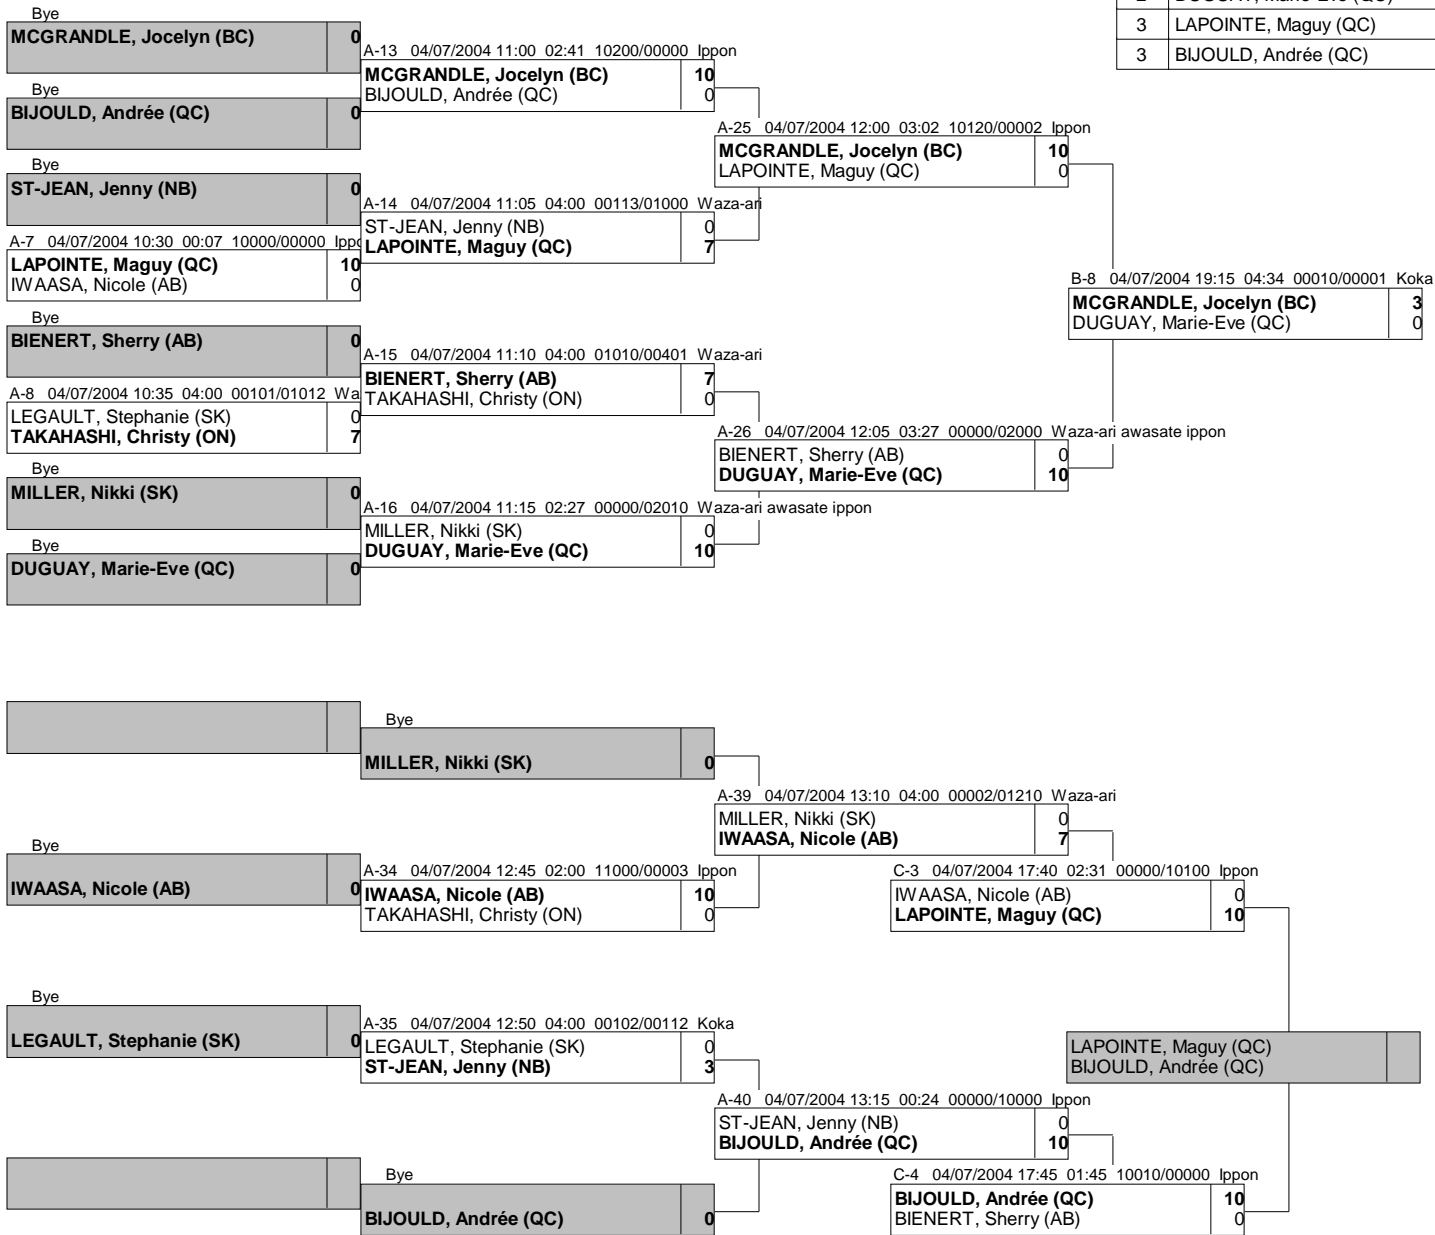 Bye
MCGRANDLE, Jocelyn (BC) 0
Bye
BIJOULD, Andrée (QC) 0
Bye
ST-JEAN, Jenny (NB) 0
A-7 04/07/2004 10:30 00:07 10000/00000 Ippo
LAPOINTE, Maguy (QC) 10
IWAASA, Nicole (AB) 0
Bye
BIENERT, Sherry (AB) 0
A-8 04/07/2004 10:35 04:00 00101/01012 Wa
LEGAULT, Stephanie (SK) 0
TAKAHASHI, Christy (ON) 7
Bye
MILLER, Nikki (SK) 0
Bye
DUGUAY, Marie-Eve (QC) 0
A-13 04/07/2004 11:00 02:41 10200/00000 Ippon
MCGRANDLE, Jocelyn (BC) 10
BIJOULD, Andrée (QC) 0
A-14 04/07/2004 11:05 04:00 00113/01000 Waza-ari
ST-JEAN, Jenny (NB) 0
LAPOINTE, Maguy (QC) 7
A-15 04/07/2004 11:10 04:00 01010/00401 Waza-ari
BIENERT, Sherry (AB) 7
TAKAHASHI, Christy (ON) 0
A-16 04/07/2004 11:15 02:27 00000/02010 Waza-ari awasate ippon
MILLER, Nikki (SK) 0
DUGUAY, Marie-Eve (QC) 10
A-25 04/07/2004 12:00 03:02 10120/00002 Ippon
MCGRANDLE, Jocelyn (BC) 10
LAPOINTE, Maguy (QC) 0
A-26 04/07/2004 12:05 03:27 00000/02000 Waza-ari awasate ippon
BIENERT, Sherry (AB) 0
DUGUAY, Marie-Eve (QC) 10
B-8 04/07/2004 19:15 04:34 00010/00001 Koka
MCGRANDLE, Jocelyn (BC) 3
DUGUAY, Marie-Eve (QC) 0
2 DUGUAY, Marie-Eve (QC)
3 LAPOINTE, Maguy (QC)
3 BIJOULD, Andrée (QC)
Bye
IWAASA, Nicole (AB) 0
Bye
LEGAULT, Stephanie (SK) 0
Bye
MILLER, Nikki (SK) 0
A-34 04/07/2004 12:45 02:00 11000/00003 Ippon
IWAASA, Nicole (AB) 10
TAKAHASHI, Christy (ON) 0
A-35 04/07/2004 12:50 04:00 00102/00112 Koka
LEGAULT, Stephanie (SK) 0
ST-JEAN, Jenny (NB) 3
Bye
BIJOULD, Andrée (QC) 0
A-39 04/07/2004 13:10 04:00 00002/01210 Waza-ari
MILLER, Nikki (SK) 0
IWAASA, Nicole (AB) 7
A-40 04/07/2004 13:15 00:24 00000/10000 Ippon
ST-JEAN, Jenny (NB) 0
BIJOULD, Andrée (QC) 10
C-3 04/07/2004 17:40 02:31 00000/10100 Ippon
IWAASA, Nicole (AB) 0
LAPOINTE, Maguy (QC) 10
C-4 04/07/2004 17:45 01:45 10010/00000 Ippon
BIJOULD, Andrée (QC) 10
BIENERT, Sherry (AB) 0
LAPOINTE, Maguy (QC)
BIJOULD, Andrée (QC)